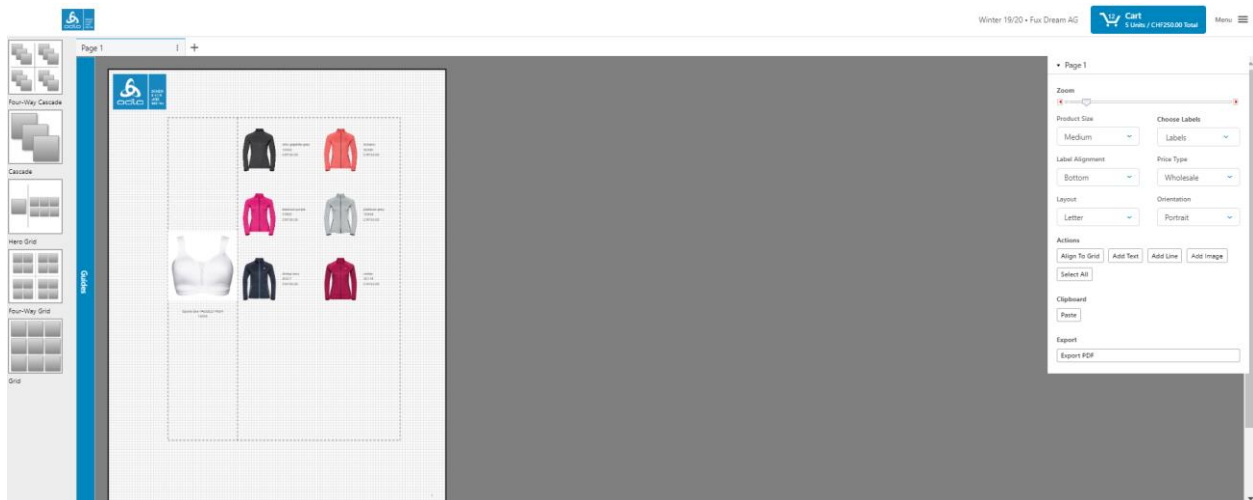 odlo
Winter 19/20 • Fux Dream AG
12
Cart
5 Units / CHF250.00 Total
Menu
Page 1
Four-Way Cascade
Cascade
Hero Grid
Four-Way Grid
Grid
Guides
odlo
Page 1
Zoom
Product Size
Choose Labels
Medium
Labels
Label Alignment
Price Type
Bottom
Wholesale
Layout
Orientation
Letter
Portrait
Actions
Align To Grid
Add Text
Add Line
Add Image
Select All
Clipboard
Paste
Export
Export PDF